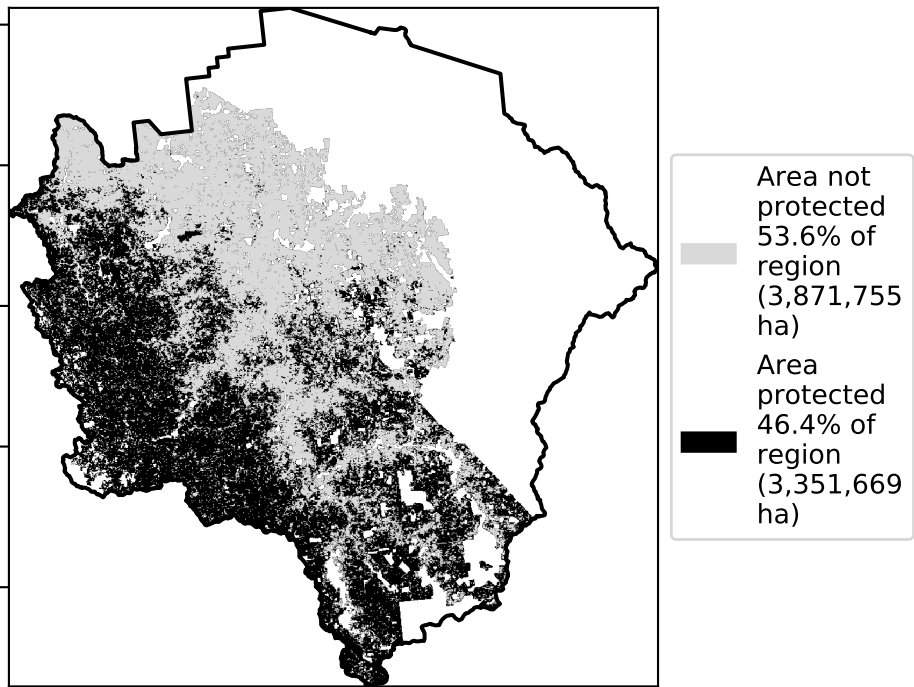 Area not
protected
53.6% of
region
(3,871,755
ha)
Area
protected
46.4% of
region
(3,351,669
ha)